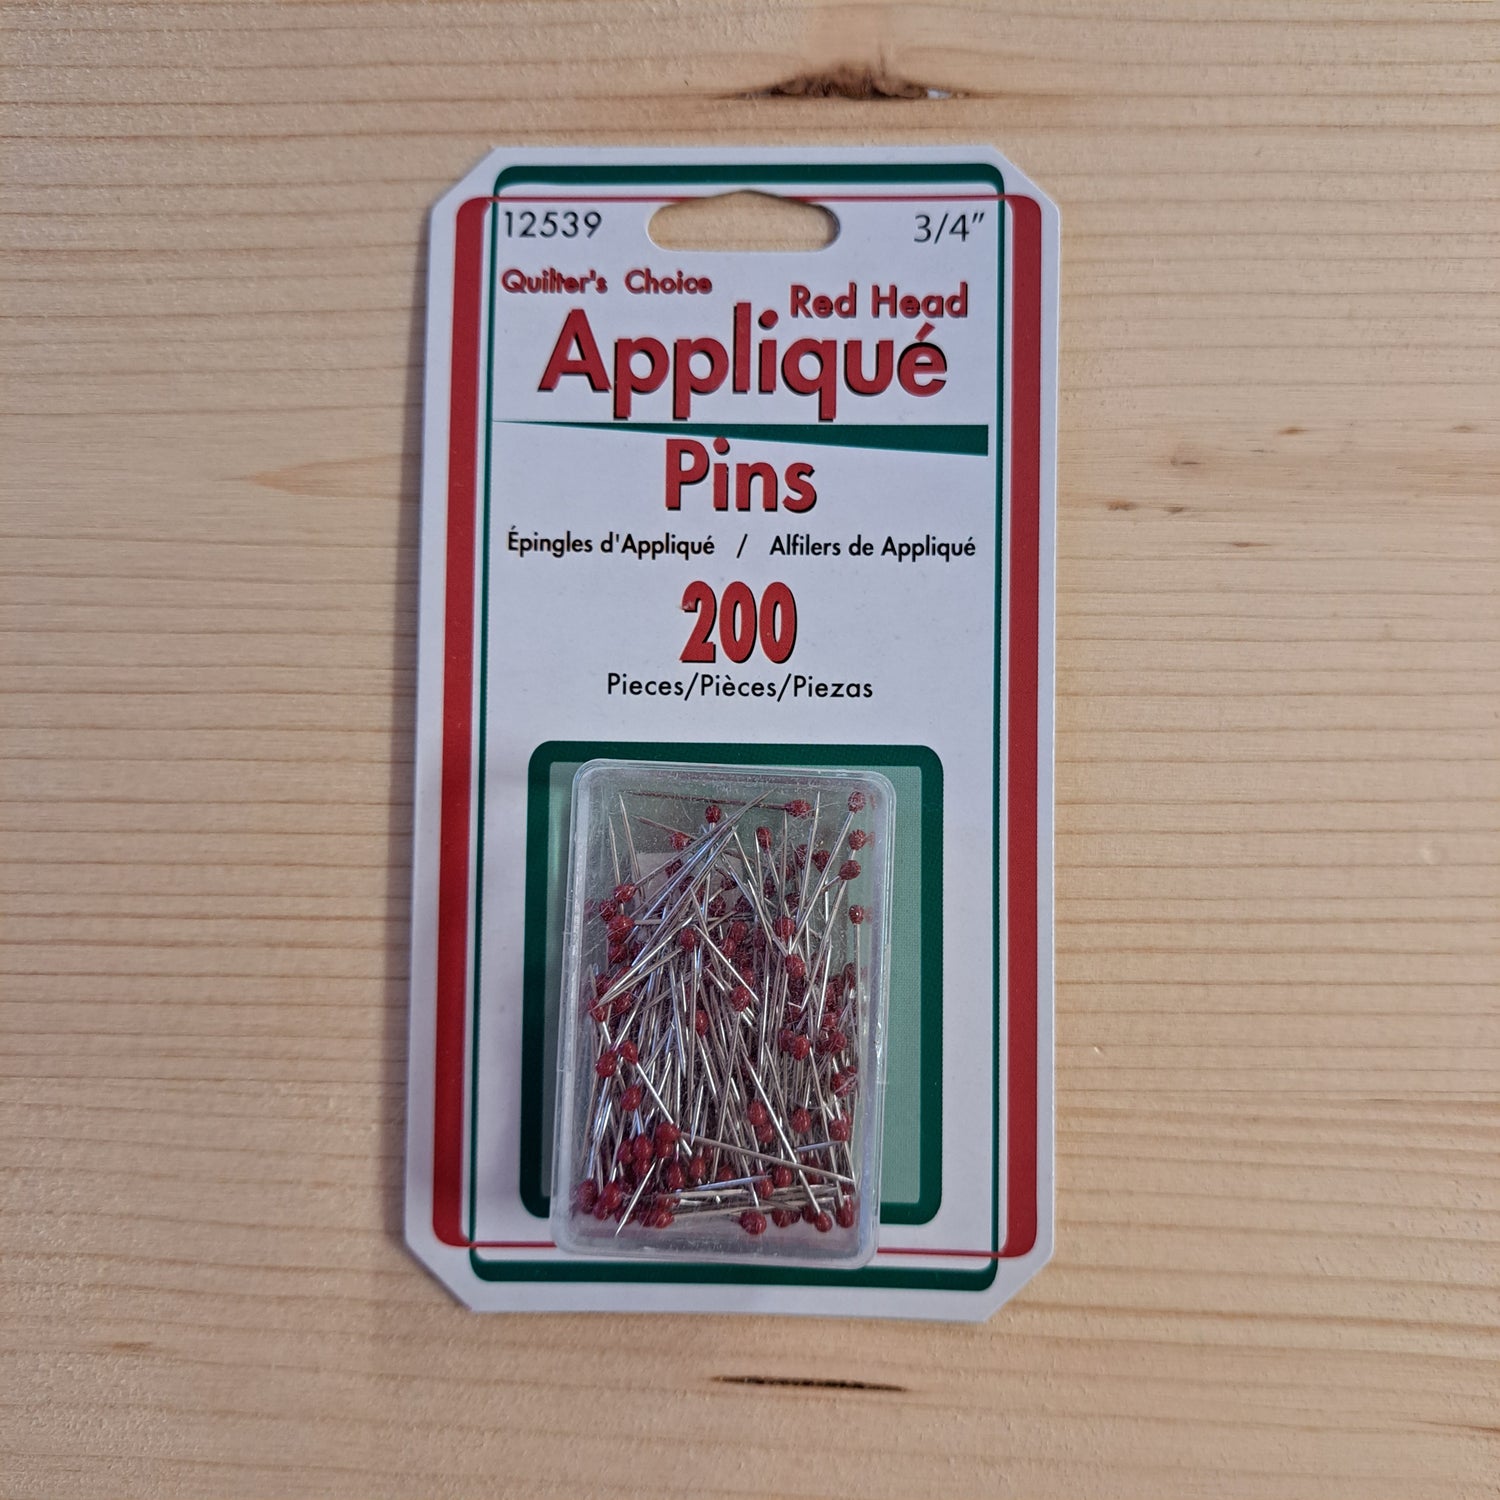 12539 3/4"
Quilter's Choice
Red Head
Appliqué
Pins
Épingles d'Appliqué / Alfilers de Appliqué
200
Pieces/Pièces/Piezas